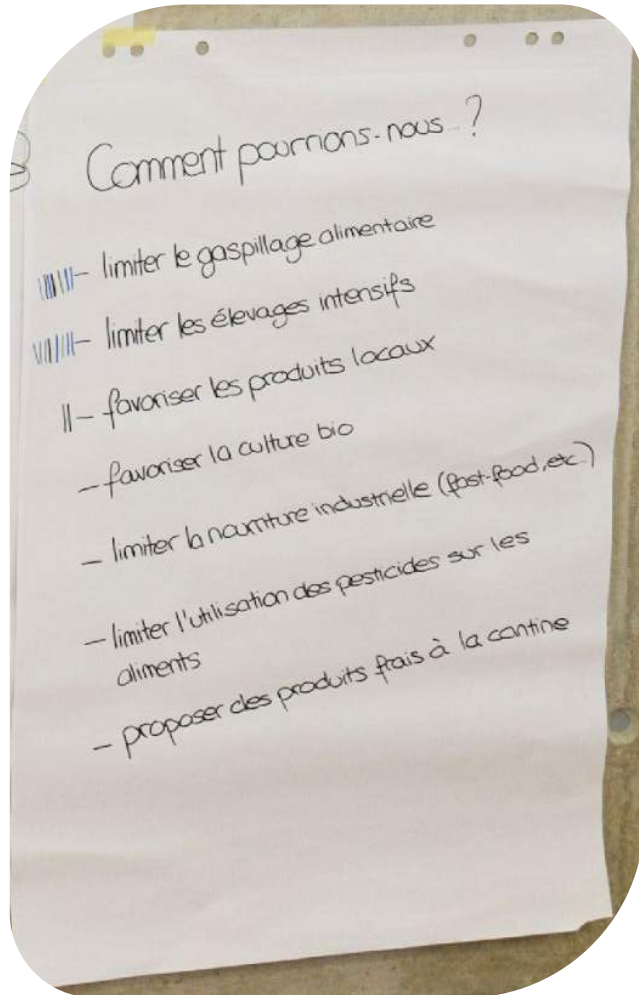 Comment pourrions-nous...?
- limiter le gaspillage alimentaire
- limiter les élevages intensifs
- favoriser les produits locaux
- favoriser la culture bio
- limiter la nourriture industrielle (fast-food, etc.)
- limiter l'utilisation des pesticides sur les
aliments
- proposer des produits frais à la cantine